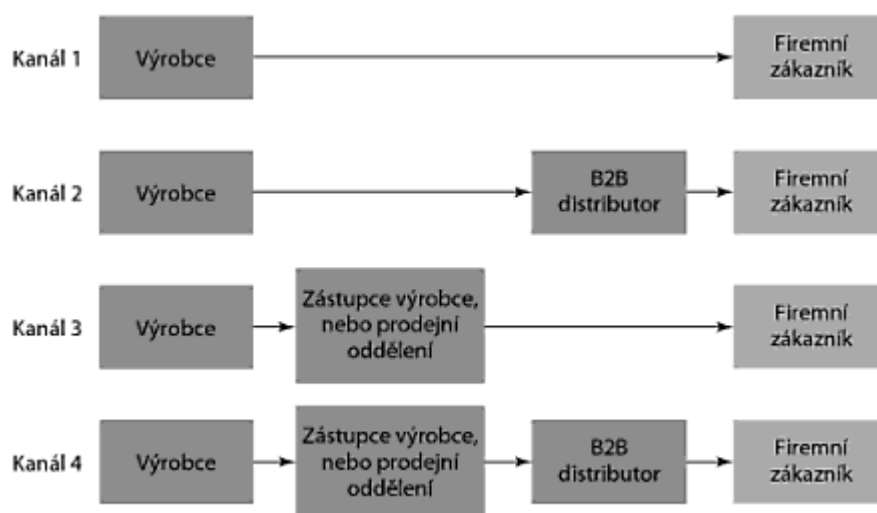 Kanál 1
Výrobce
Firemní
zákazník
Kanál 2
Výrobce
B2B
distributor
Firemní
zákazník
Kanál 3
Výrobce
Zástupce výrobce,
nebo prodejní
oddělení
Firemní
zákazník
Kanál 4
Výrobce
Zástupce výrobce,
nebo prodejní
oddělení
B2B
distributor
Firemní
zákazník